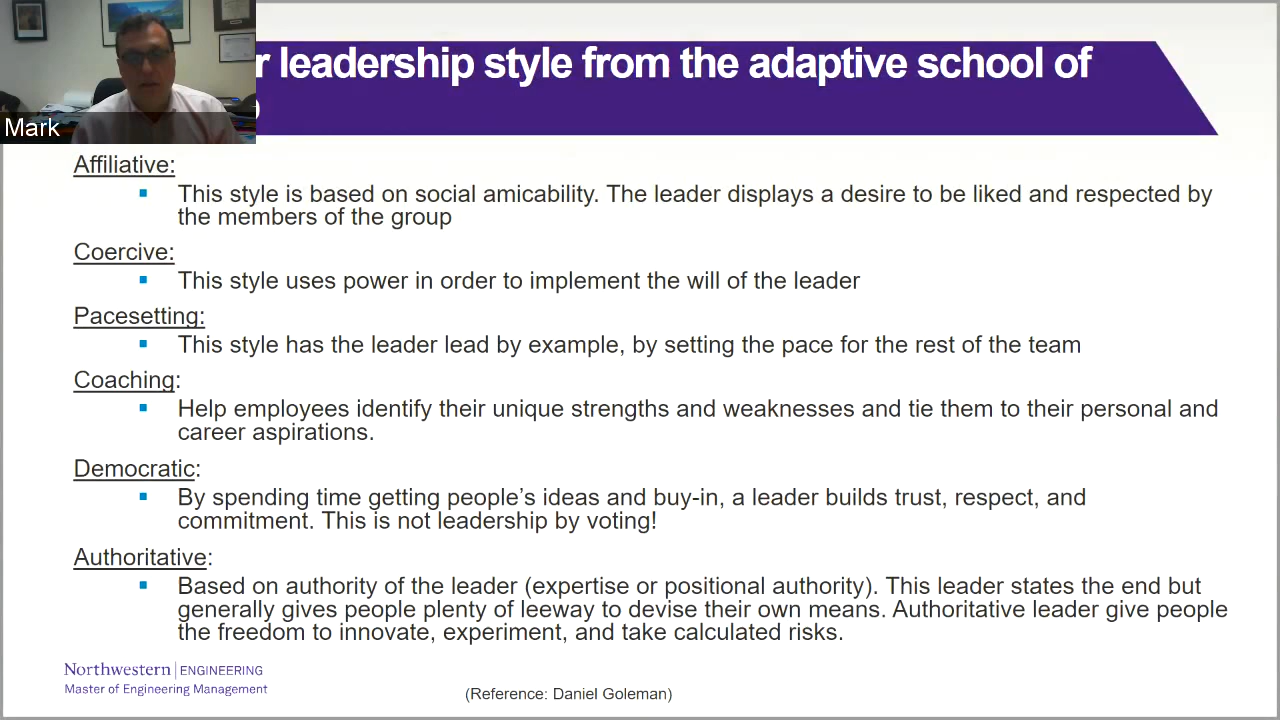 r leadership style from the adaptive school of
Mark
Affiliative:
▪ This style is based on social amicability. The leader displays a desire to be liked and respected by
the members of the group
Coercive:
▪ This style uses power in order to implement the will of the leader
Pacesetting:
▪ This style has the leader lead by example, by setting the pace for the rest of the team
Coaching:
▪ Help employees identify their unique strengths and weaknesses and tie them to their personal and
career aspirations.
Democratic:
▪ By spending time getting people’s ideas and buy-in, a leader builds trust, respect, and
commitment. This is not leadership by voting!
Authoritative:
▪ Based on authority of the leader (expertise or positional authority). This leader states the end but
generally gives people plenty of leeway to devise their own means. Authoritative leader give people
the freedom to innovate, experiment, and take calculated risks.
Northwestern | ENGINEERING
Master of Engineering Management
(Reference: Daniel Goleman)